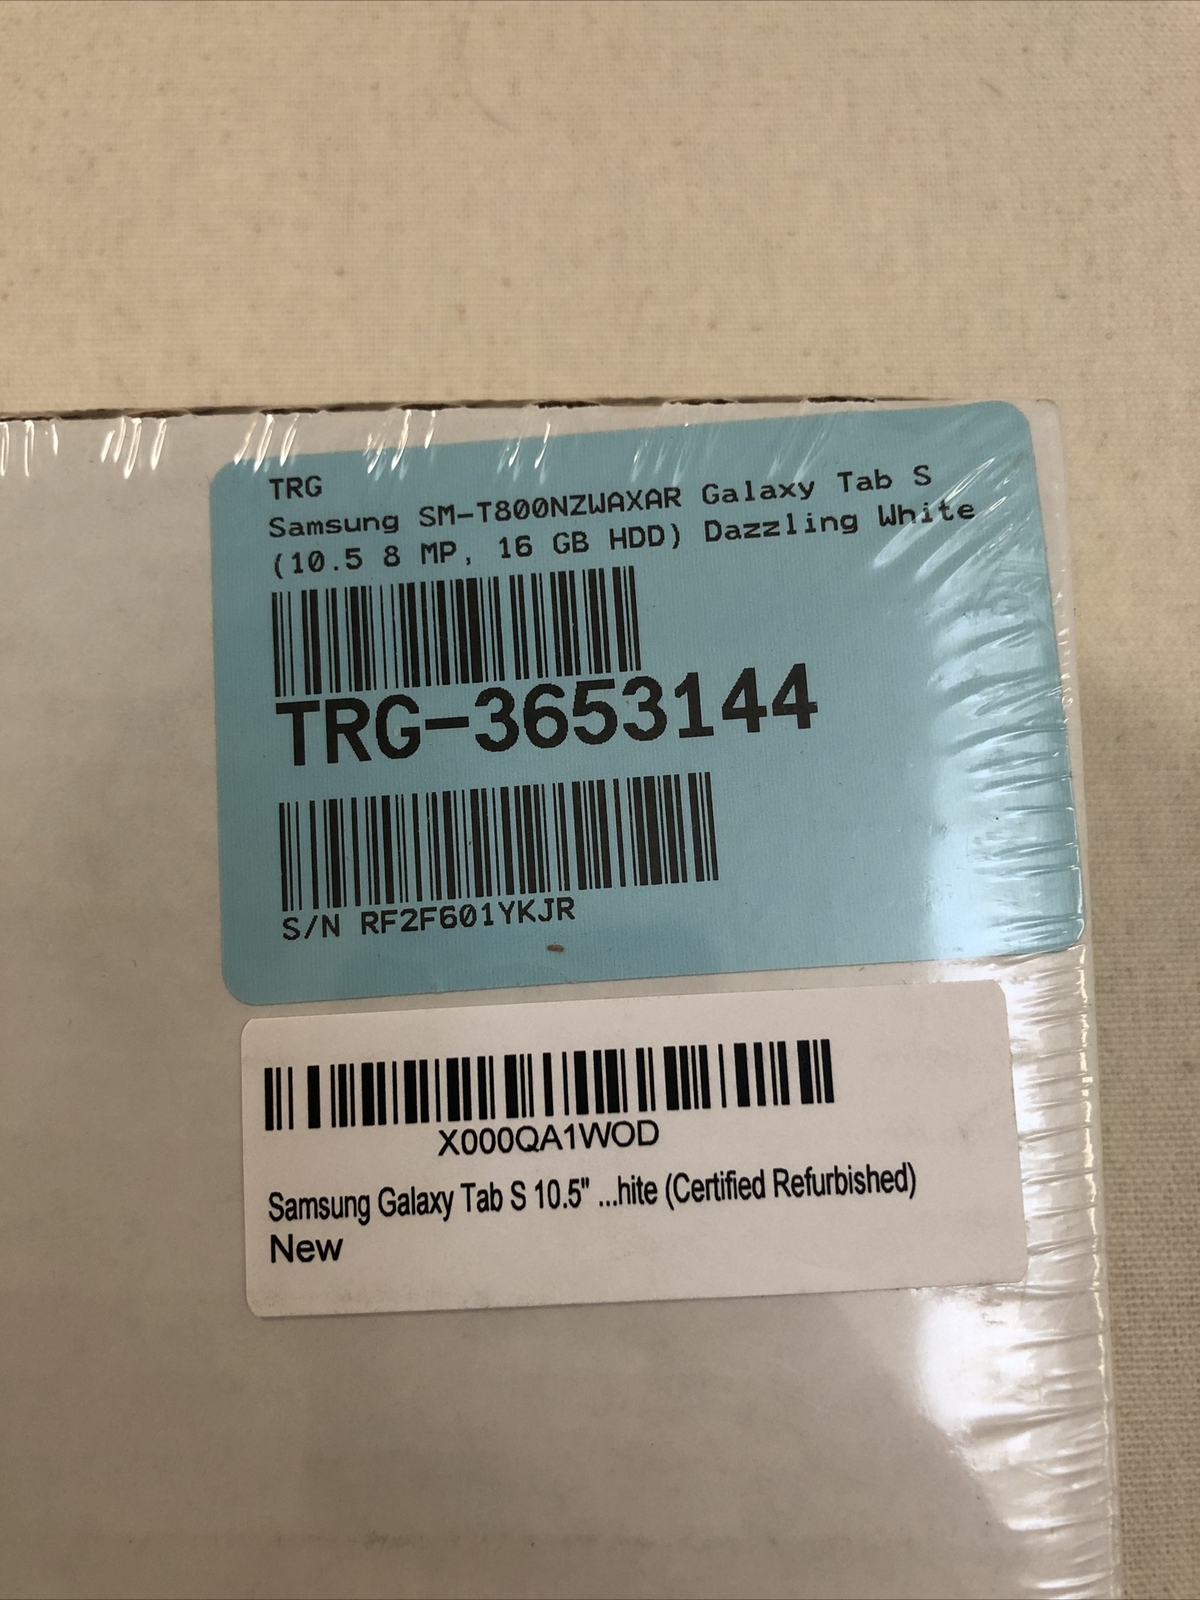 TRG
Samsung SM-T800NZWAXAR Galaxy Tab S
(10.5 8 MP, 16 GB HDD) Dazzling White
TRG-3653144
S/N RF2F601YKJR
X000QA1WOD
Samsung Galaxy Tab S 10.5" ...hite (Certified Refurbished)
New